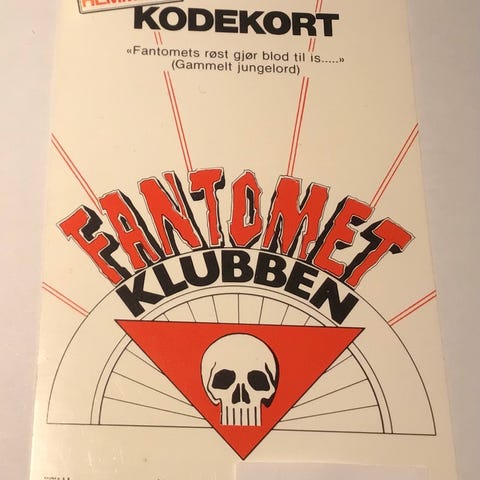 KODEKORT
«Fantomets røst gjør blod til is.....»
(Gammelt jungelord)
FANTOMET
KLUBBEN